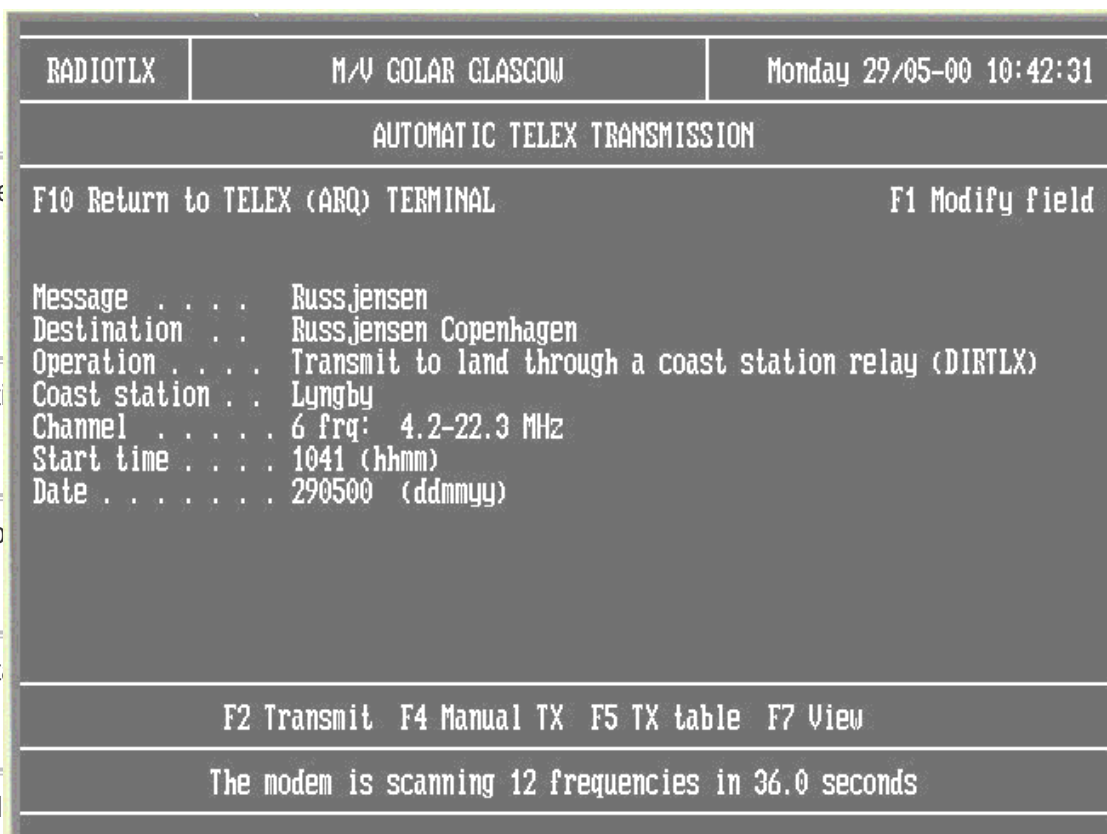 RADIOTLX M/V GOLAR GLASGOW Monday 29/05-00 10:42:31
AUTOMATIC TELEX TRANSMISSION
F10 Return to TELEX (ARQ) TERMINAL F1 Modify field
Message . . . . Russjensen
Destination . . Russjensen Copenhagen
Operation . . . . Transmit to land through a coast station relay (DIRTLX)
Coast station . . Lyngby
Channel . . . . . 6 frq: 4.2-22.3 MHz
Start time . . . . 1041 (hhmm)
Date . . . . . . . 290500 (ddmmyy)
F2 Transmit F4 Manual TX F5 TX table F7 View
The modem is scanning 12 frequencies in 36.0 seconds